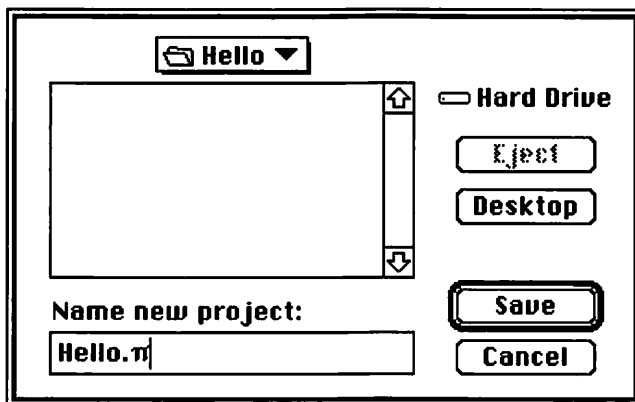 Hello
Hard Drive
Eject
Desktop
Name new project:
Hello.π
Save
Cancel